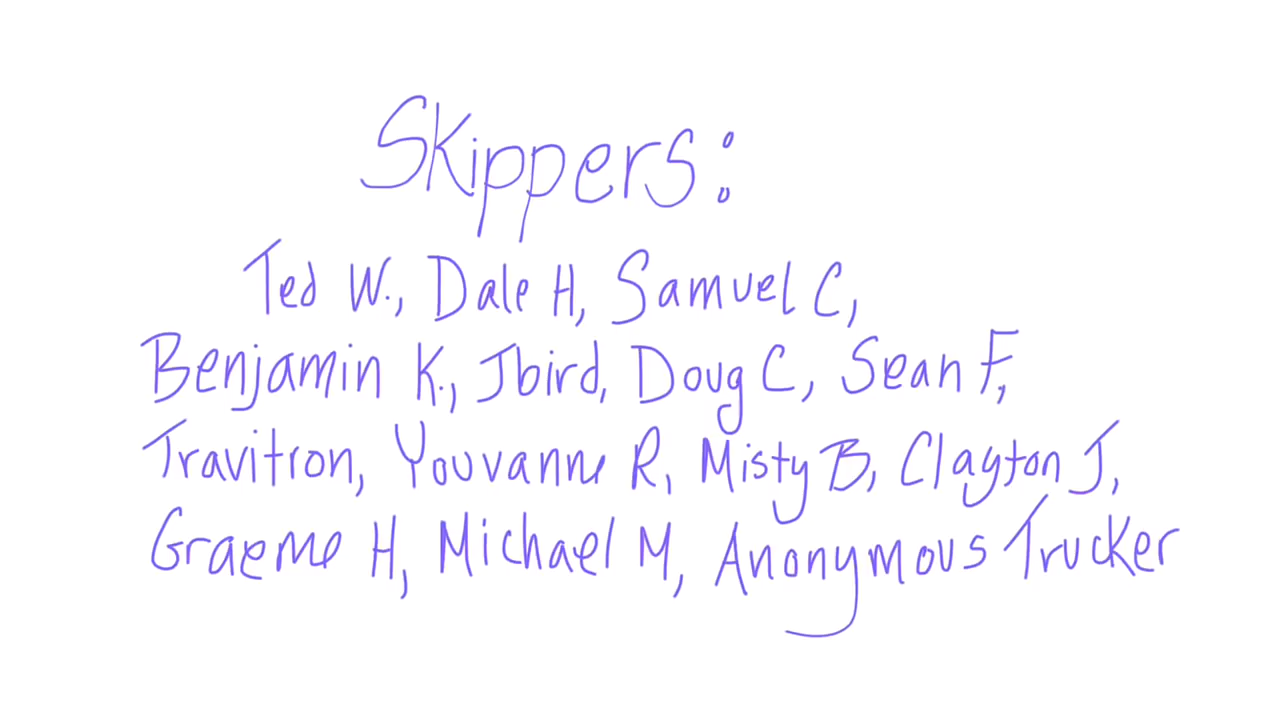 Skippers:
Ted W., Dale H, Samuel C,
Benjamin K., Jbird, Doug C, Sean F,
Travitron, Youvanne R, Misty B, Clayton J,
Graeme H, Michael M, Anonymous Trucker